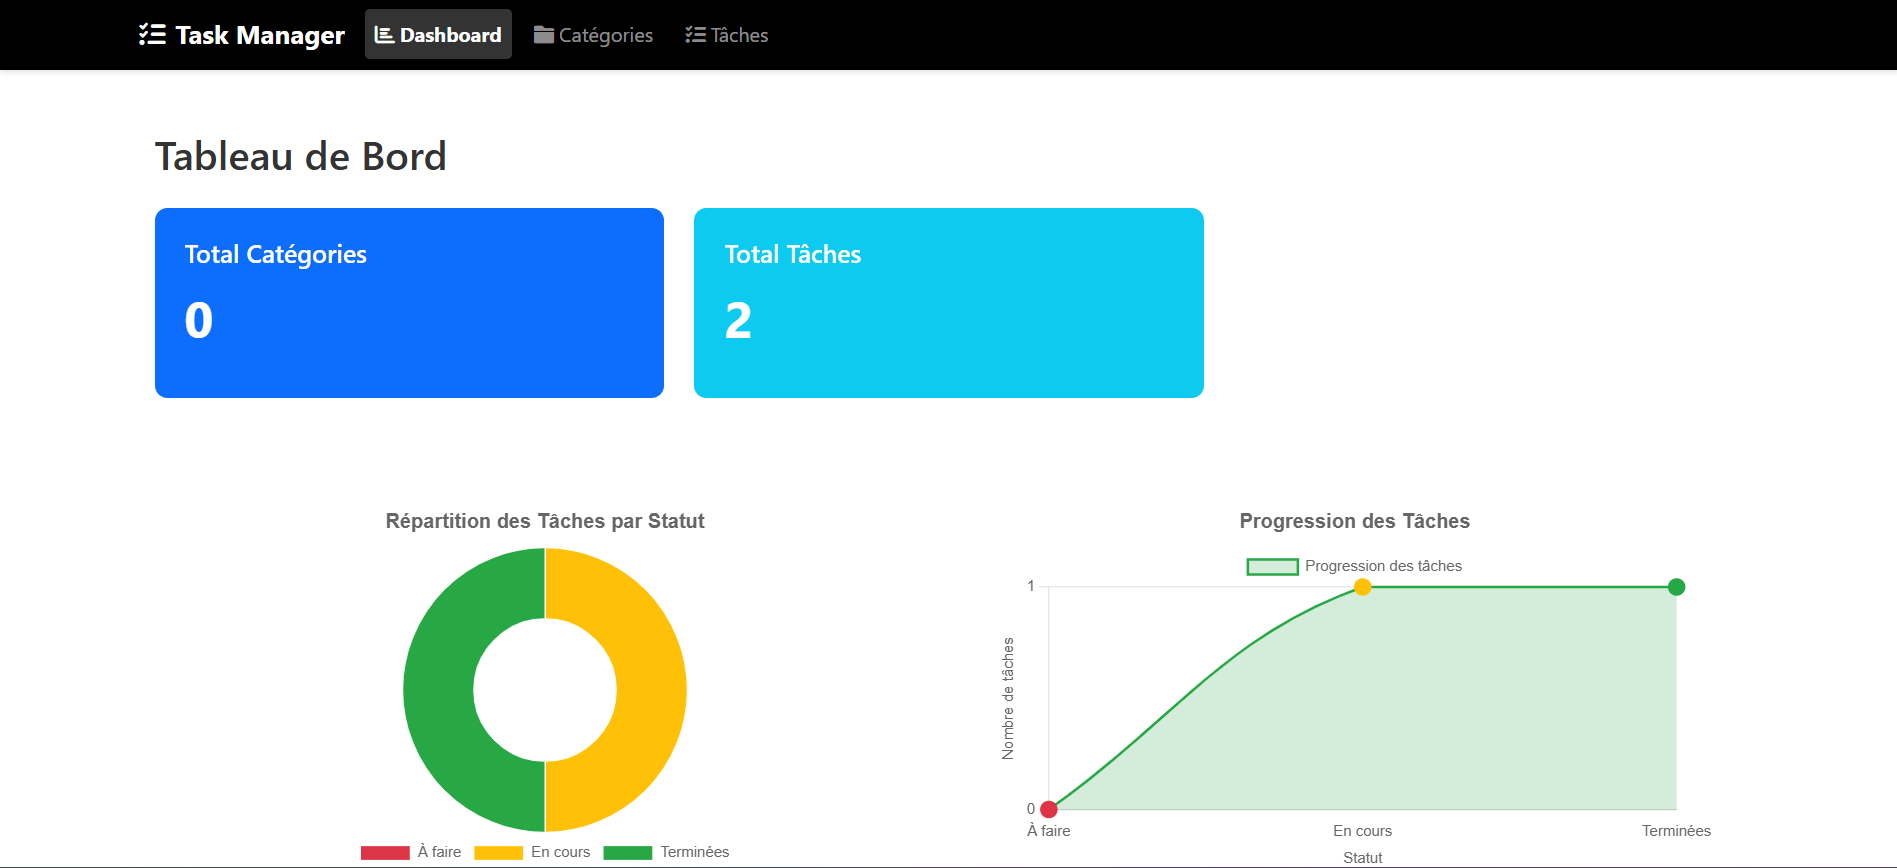 Task Manager Dashboard Catégories Tâches
Tableau de Bord
Total Catégories
0
Total Tâches
2
Répartition des Tâches par Statut
À faire En cours Terminées
Progression des Tâches
Progression des tâches
1
Nombre de tâches
0
À faire En cours Terminées
Statut